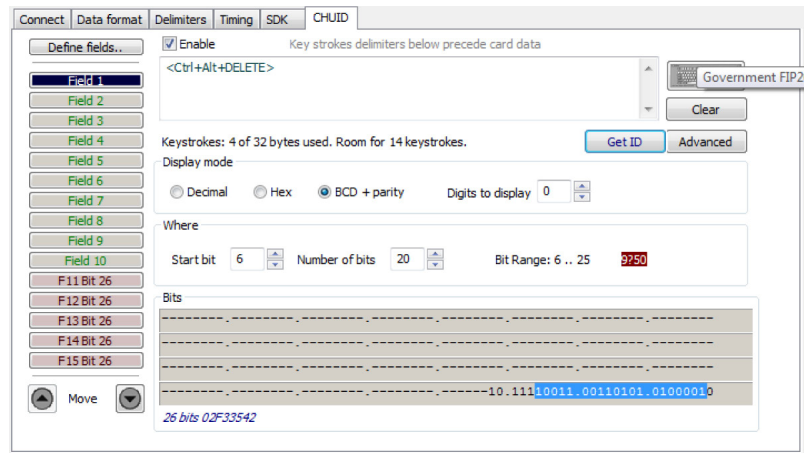 Connect Data format Delimiters Timing SDK CHUID
Define fields.. Enable Key strokes delimiters below precede card data
<Ctrl+Alt+DELETE>
Government FIP2
Clear
Field 1
Field 2
Field 3
Field 4
Field 5
Field 6
Field 7
Field 8
Field 9
Field 10
F11 Bit 26
F12 Bit 26
F13 Bit 26
F14 Bit 26
F15 Bit 26
Move
Keystrokes: 4 of 32 bytes used. Room for 14 keystrokes. Get ID Advanced
Display mode
Decimal Hex BCD + parity Digits to display 0
Where
Start bit 6 Number of bits 20 Bit Range: 6 .. 25 9?50
Bits
--------.--------.--------.--------.--------.--------.--------.--------
--------.--------.--------.--------.--------.--------.--------.--------
--------.--------.--------.--------.--------.--------.--------.--------
--------.--------.--------.--------.------10.11110011.00110101.01000010
26 bits 02F33542